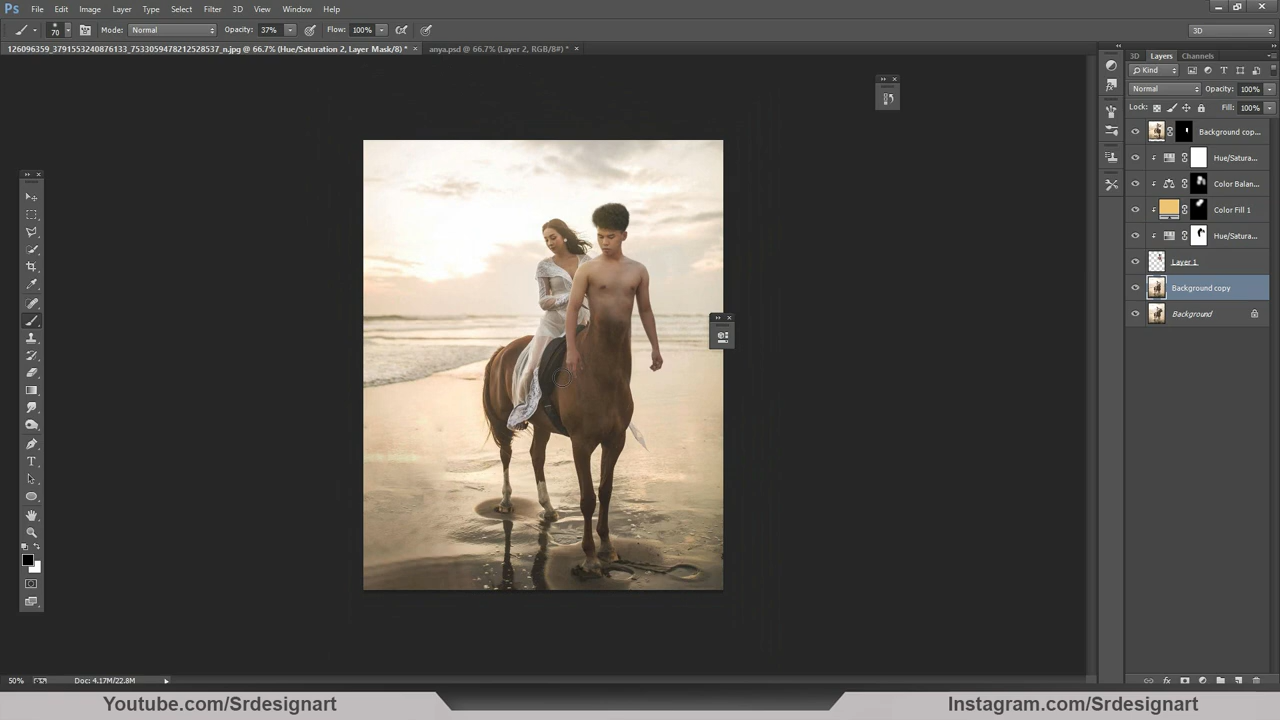 Ps File Edit Image Layer Type Select Filter 3D View Window Help
70 Mode: Normal Opacity: 37% Flow: 100% 3D
126096359_3791553240876133_7533059478212528537_n.jpg @ 66.7% (Hue/Saturation 2, Layer Mask/8) * × anya.psd @ 66.7% (Layer 2, RGB/8#) * ×
3D Layers Channels
Kind
Normal Opacity: 100%
Lock: Fill: 100%
Background cop...
Hue/Satura...
Color Balan...
Color Fill 1
Hue/Satura...
Layer 1
Background copy
Background
50% Doc: 4.17M/22.8M
Youtube.com/Srdesignart Instagram.com/Srdesignart